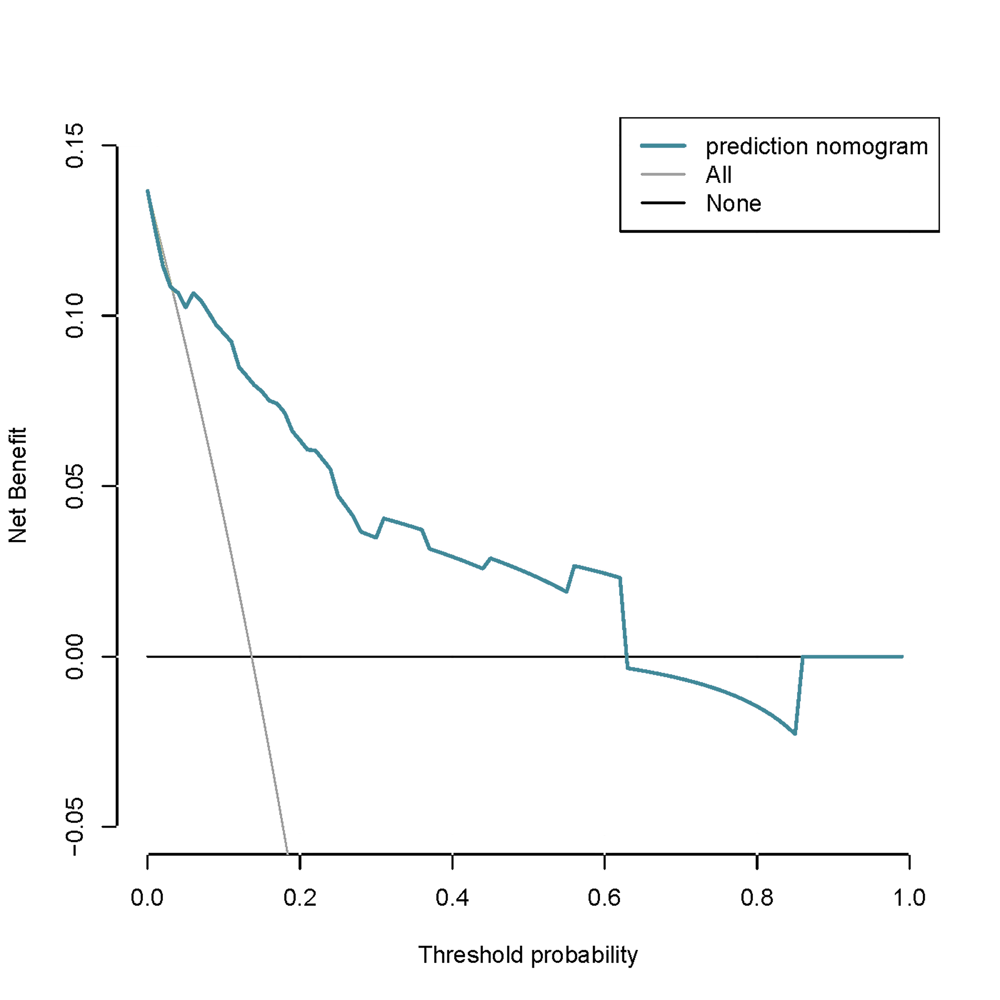 prediction nomogram
All
None
Net Benefit
0.15
0.10
0.05
0.00
−0.05
0.0 0.2 0.4 0.6 0.8 1.0
Threshold probability